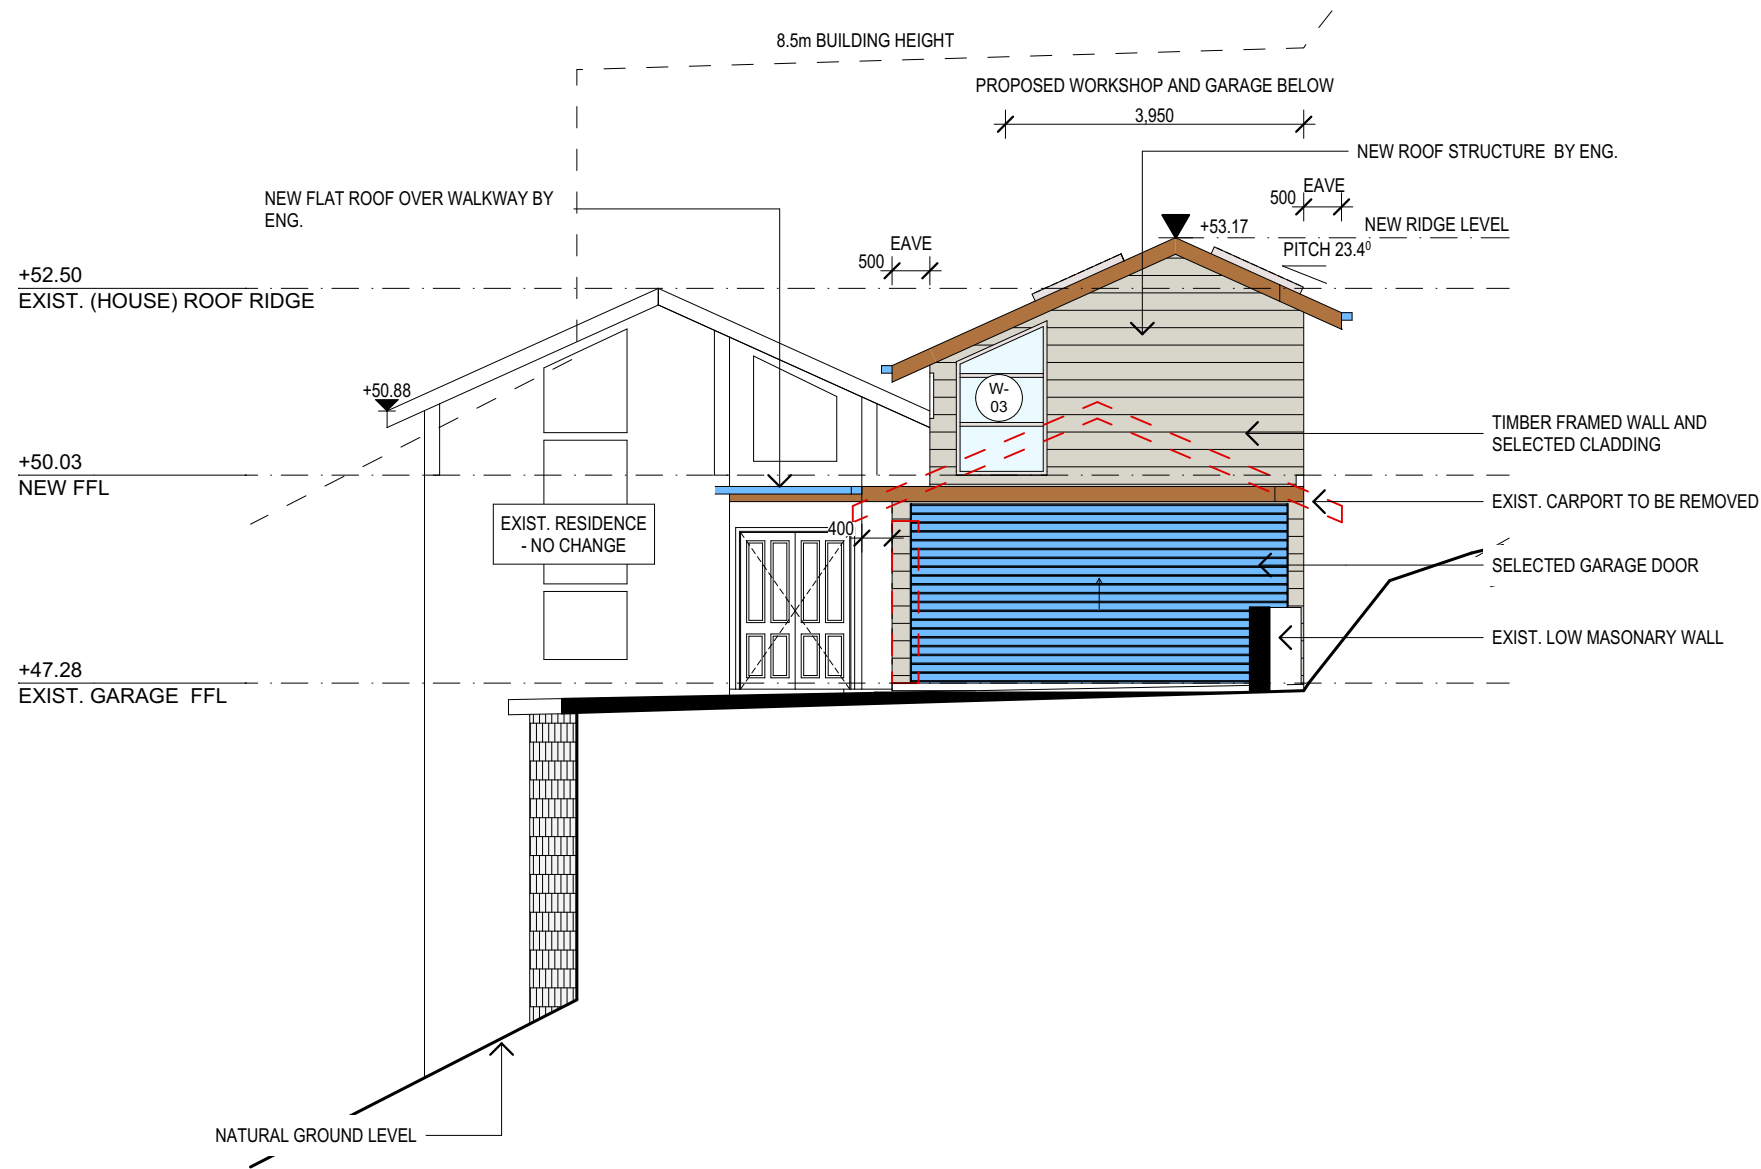 8.5m BUILDING HEIGHT
PROPOSED WORKSHOP AND GARAGE BELOW
3,950
NEW ROOF STRUCTURE BY ENG.
NEW FLAT ROOF OVER WALKWAY BY
ENG.
EAVE
500
+53.17
NEW RIDGE LEVEL
PITCH 23.4⁰
EAVE
500
+52.50
EXIST. (HOUSE) ROOF RIDGE
+50.88
W-
03
TIMBER FRAMED WALL AND
SELECTED CLADDING
+50.03
NEW FFL
EXIST. CARPORT TO BE REMOVED
EXIST. RESIDENCE
- NO CHANGE
400
SELECTED GARAGE DOOR
EXIST. LOW MASONARY WALL
+47.28
EXIST. GARAGE FFL
NATURAL GROUND LEVEL